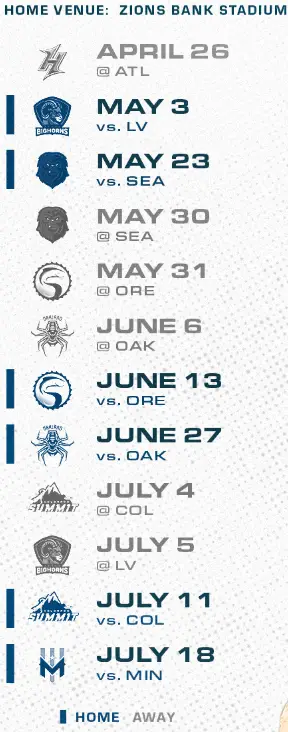 HOME VENUE: ZIONS BANK STADIUM
APRIL 26
@ ATL
BIGHORNS
MAY 3
vs. LV
MAY 23
vs. SEA
MAY 30
@ SEA
MAY 31
@ ORE
JUNE 6
@ OAK
JUNE 13
vs. ORE
JUNE 27
vs. OAK
COLORADO
SUMMIT
JULY 4
@ COL
BIGHORNS
JULY 5
@ LV
COLORADO
SUMMIT
JULY 11
vs. COL
M
JULY 18
vs. MIN
HOME AWAY